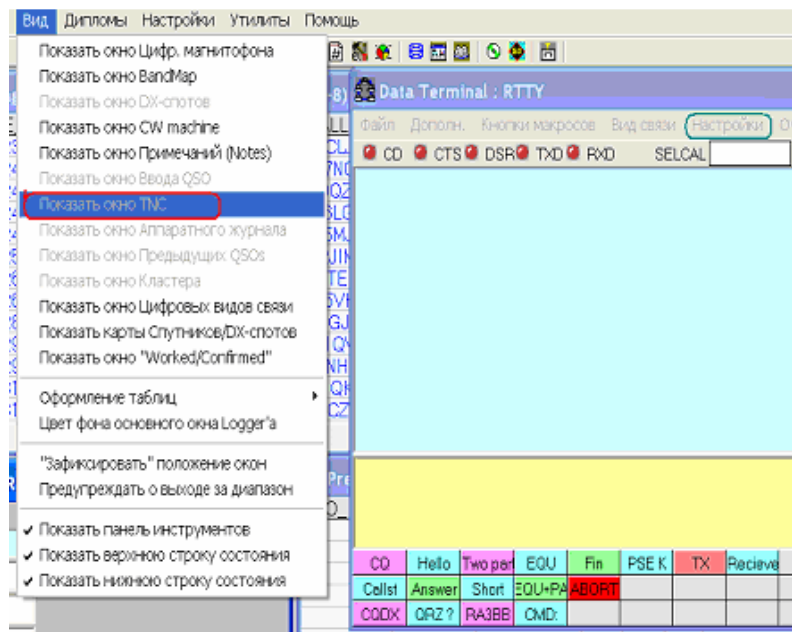 Вид Дипломы Настройки Утилиты Помощь
Показать окно Цифр. магнитофона
Показать окно BandMap
Показать окно DX-спотов
Показать окно CW machine
Показать окно Примечаний (Notes)
Показать окно Ввода QSO
Показать окно TNC
Показать окно Аппаратного журнала
Показать окно Предыдущих QSOs
Показать окно Кластера
Показать окно Цифровых видов связи
Показать карты Спутников/DX-спотов
Показать окно "Worked/Confirmed"
Оформление таблиц
Цвет фона основного окна Logger'а
"Зафиксировать" положение окон
Предупреждать о выходе за диапазон
Показать панель инструментов
Показать верхнюю строку состояния
Показать нижнюю строку состояния
Data Terminal : RTTY
Файл Дополн. Кнопки макросов Вид связи Настройки
CD CTS DSR TXD RXD SELCAL
CQ Hello Two part EQU Fin PSE K TX Recieve
Callst Answer Short EQU+PA ABORT
CQDX QRZ? RA3BB CMD: